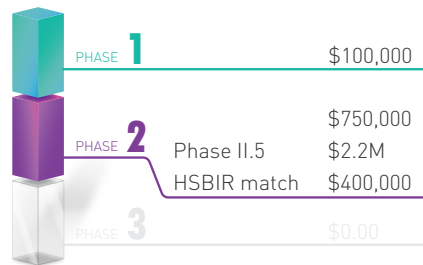 PHASE 1 $100,000
$750,000
PHASE 2 Phase II.5 $2.2M
HSBIR match $400,000
PHASE 3 $0.00